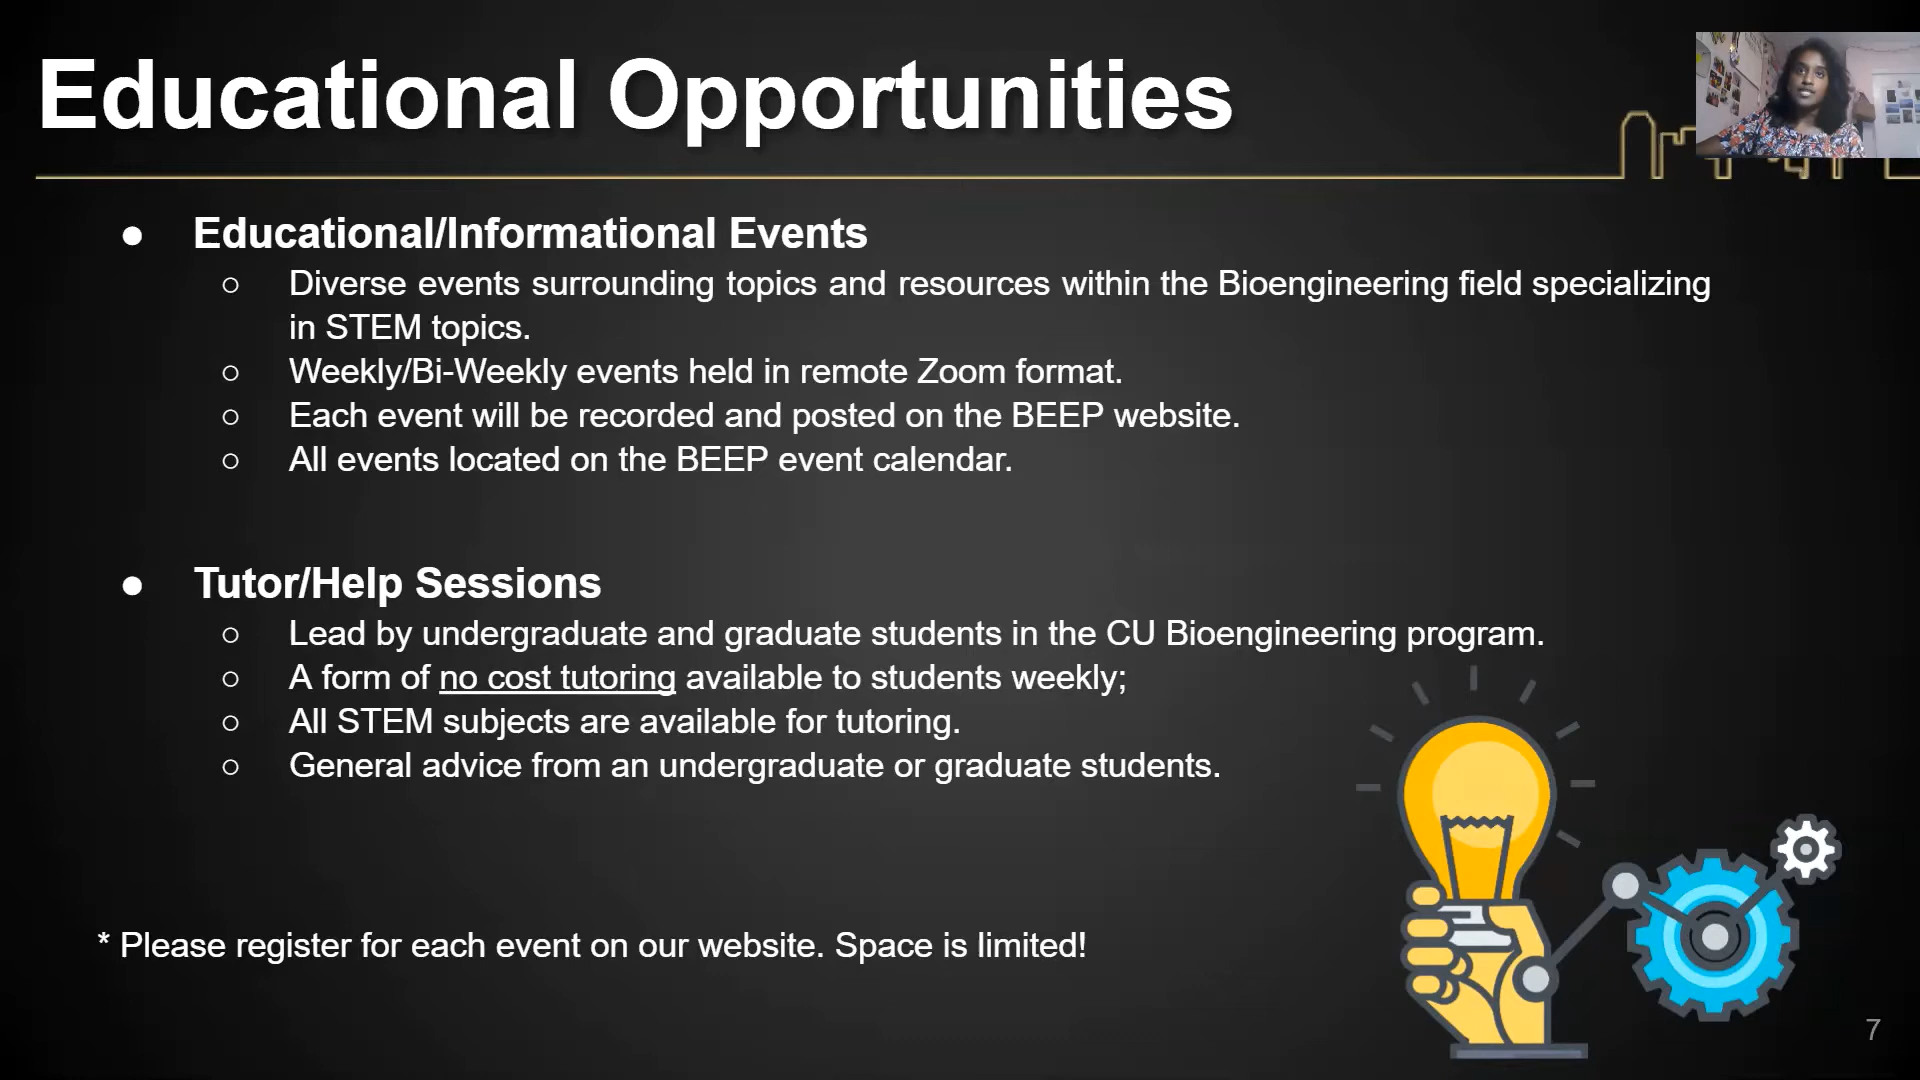 Educational Opportunities
● Educational/Informational Events
○ Diverse events surrounding topics and resources within the Bioengineering field specializing
in STEM topics.
○ Weekly/Bi-Weekly events held in remote Zoom format.
○ Each event will be recorded and posted on the BEEP website.
○ All events located on the BEEP event calendar.
● Tutor/Help Sessions
○ Lead by undergraduate and graduate students in the CU Bioengineering program.
○ A form of no cost tutoring available to students weekly;
○ All STEM subjects are available for tutoring.
○ General advice from an undergraduate or graduate students.
* Please register for each event on our website. Space is limited!
7